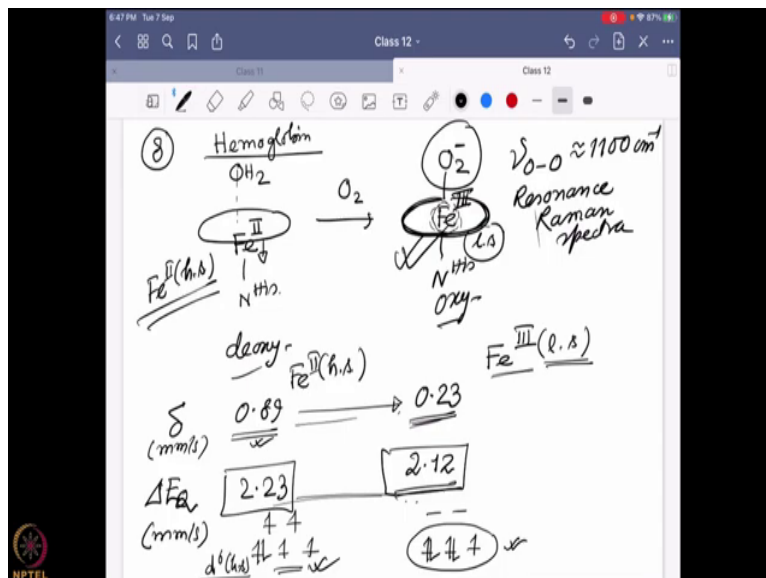 6:47 PM Tue 7 Sep
87%
Class 12
Class 11
Class 12
8 Hemoglobin
OH2
Fe II
N His.
Fe II (h.s)
O2
O2-
Fe III
l.s
N His
oxy-
νO-O ≈ 1100 cm-1
Resonance
Raman
spectra
deoxy-
Fe II (h.s)
Fe III (l.s)
δ 0.89 0.23
(mm/s)
ΔEQ 2.23 2.12
(mm/s)
d6 (h.s)
NPTEL